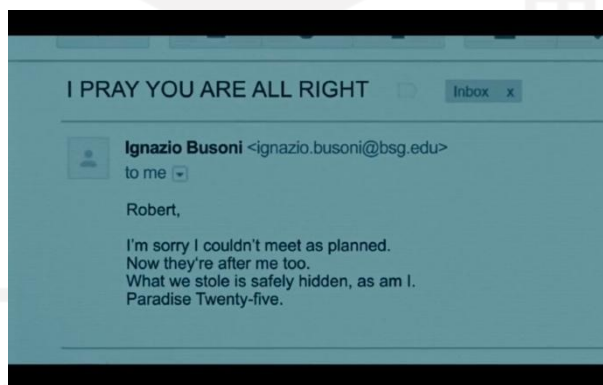 I PRAY YOU ARE ALL RIGHT
Inbox x
Ignazio Busoni <ignazio.busoni@bsg.edu>
to me
Robert,
I'm sorry I couldn't meet as planned.
Now they're after me too.
What we stole is safely hidden, as am I.
Paradise Twenty-five.